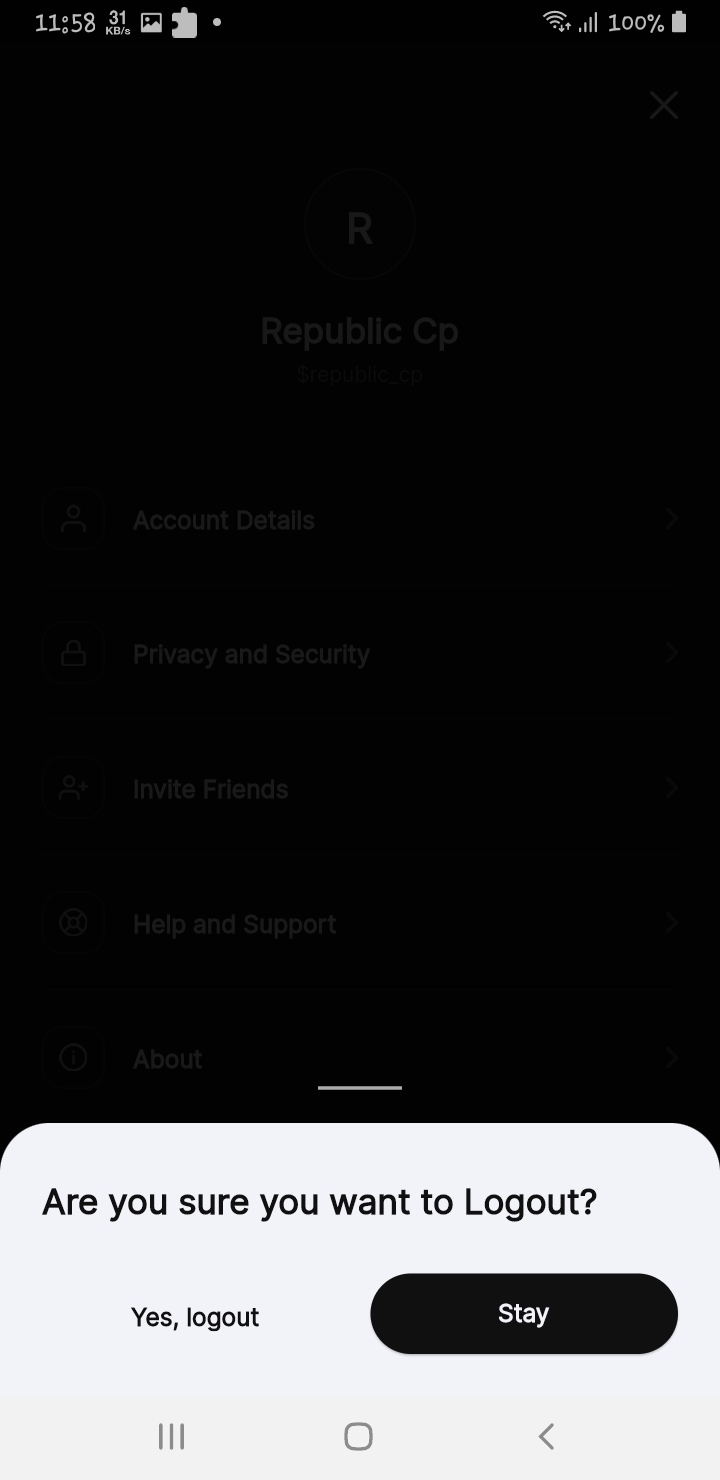 11:58 31 KB/s 100%
R
Republic Cp
$republic_cp
Account Details
Privacy and Security
Invite Friends
Help and Support
About
Are you sure you want to Logout?
Yes, logout Stay